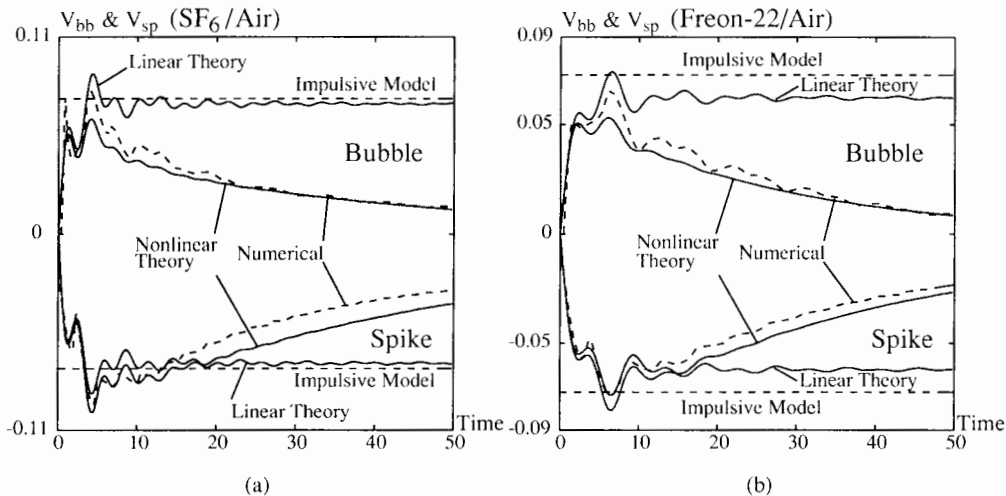 V_bb & V_sp (SF_6/Air)
0.11
Linear Theory
Impulsive Model
Bubble
0
Nonlinear
Theory
Numerical
Spike
Impulsive Model
Linear Theory
-0.11
Time
0 10 20 30 40 50
(a)
V_bb & V_sp (Freon-22/Air)
0.09
Impulsive Model
Linear Theory
0.05
Bubble
0
Nonlinear
Theory
Numerical
-0.05
Spike
Linear Theory
Impulsive Model
-0.09
Time
0 10 20 30 40 50
(b)